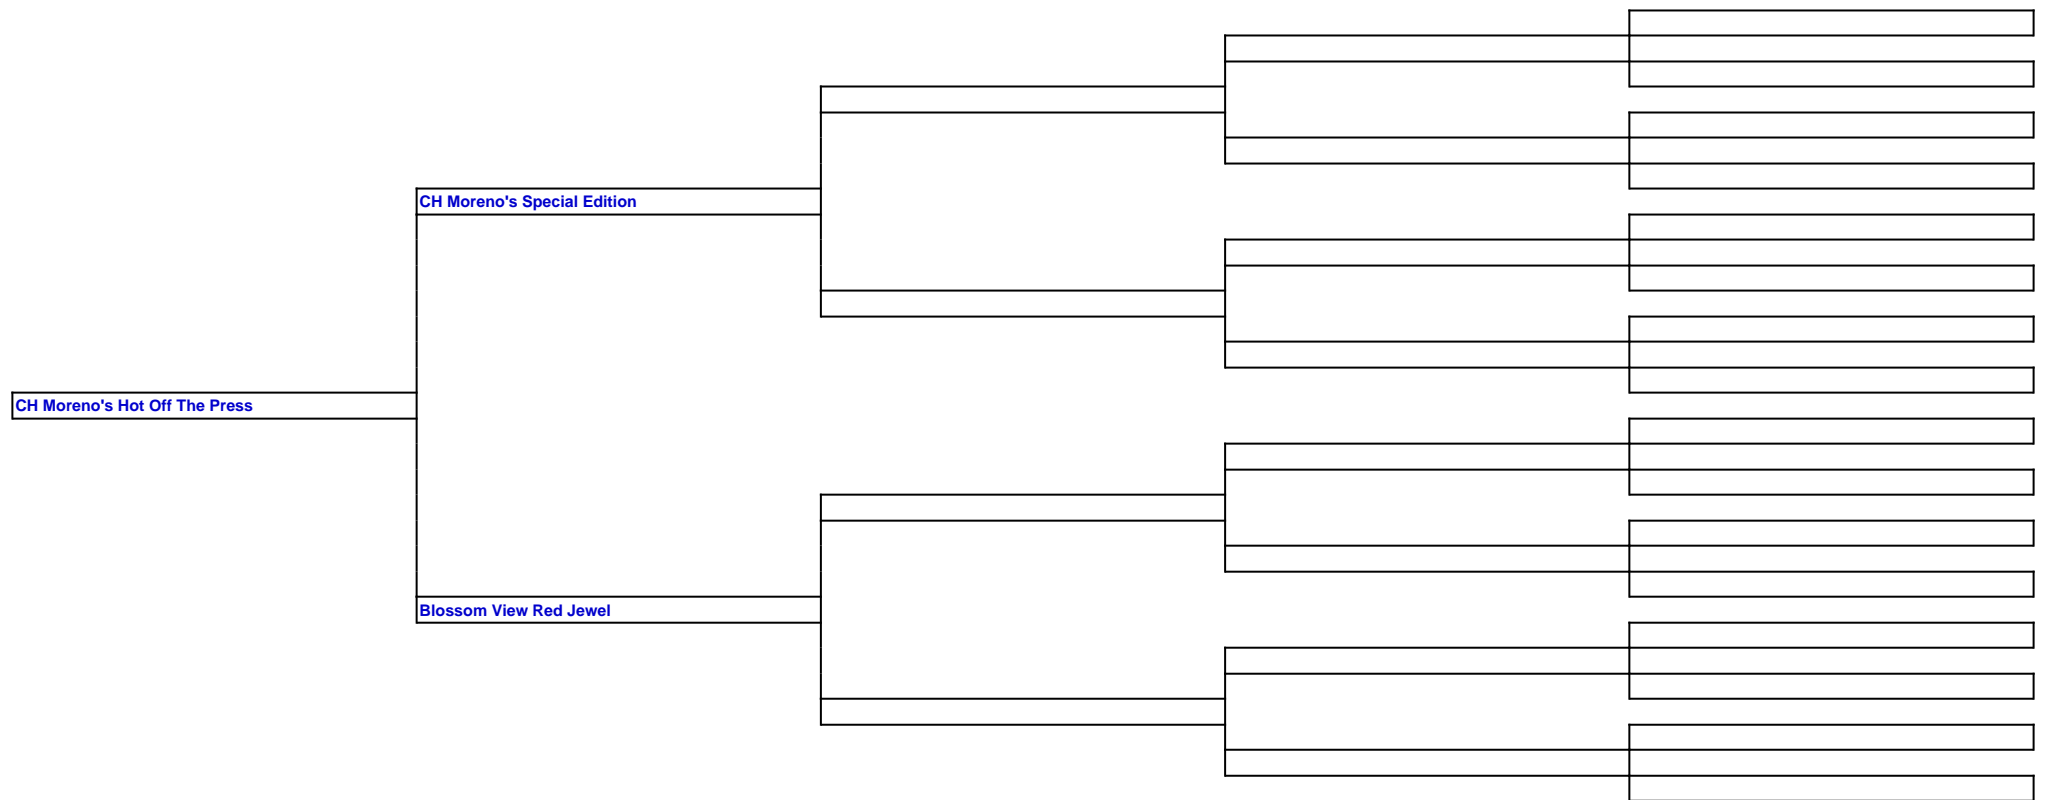 CH Moreno's Special Edition
CH Moreno's Hot Off The Press
Blossom View Red Jewel